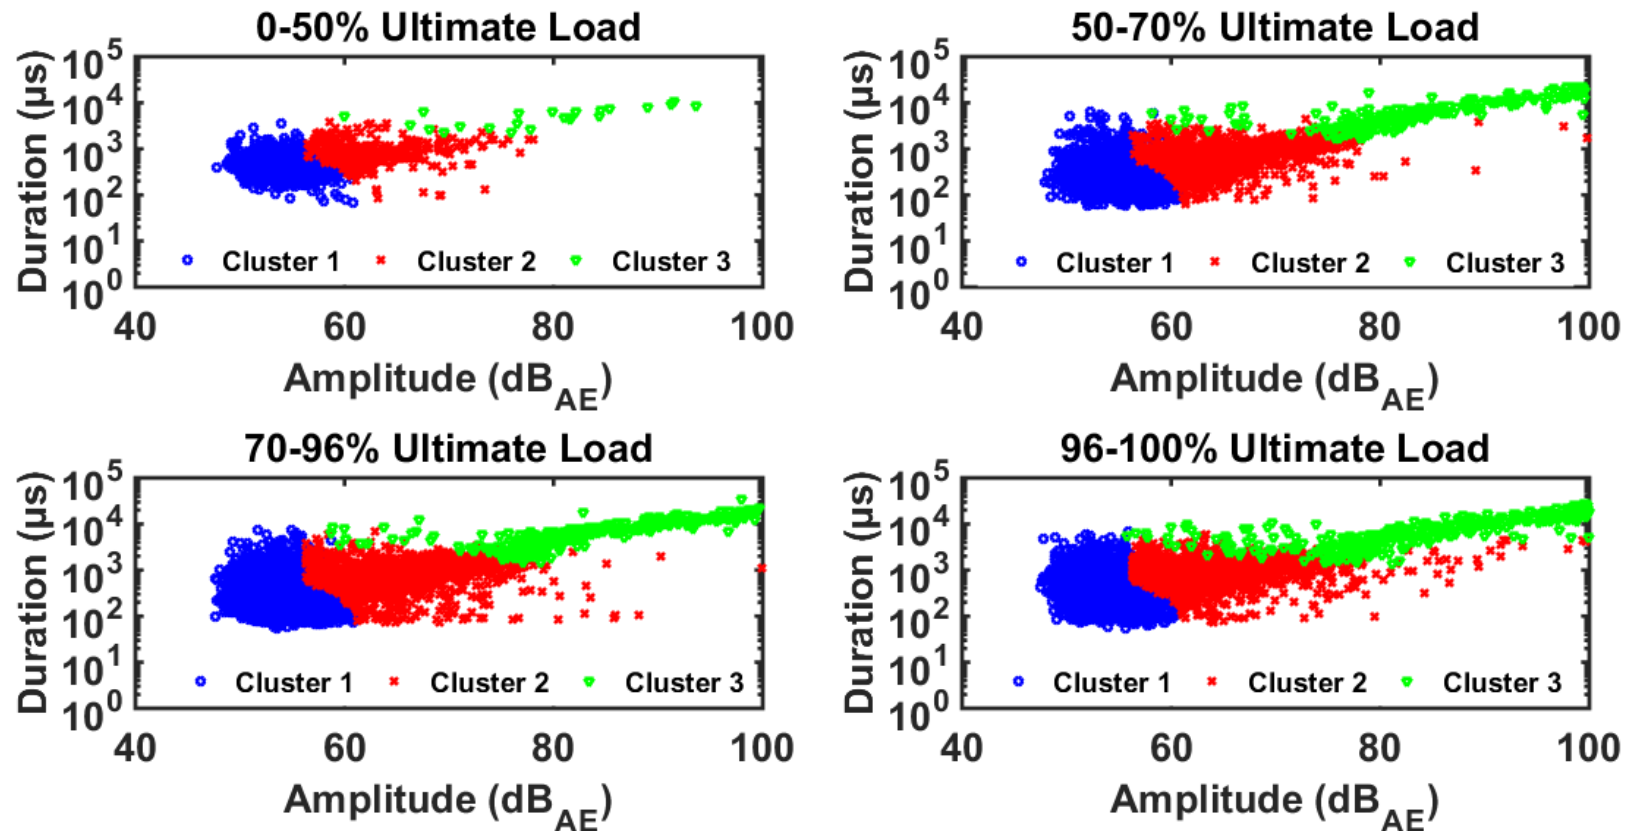 0-50% Ultimate Load
Duration (µs)
10^5
10^4
10^3
10^2
10^1
10^0
Cluster 1 Cluster 2 Cluster 3
40 60 80 100
Amplitude (dB_AE)
50-70% Ultimate Load
Duration (µs)
10^5
10^4
10^3
10^2
10^1
10^0
Cluster 1 Cluster 2 Cluster 3
40 60 80 100
Amplitude (dB_AE)
70-96% Ultimate Load
Duration (µs)
10^5
10^4
10^3
10^2
10^1
10^0
Cluster 1 Cluster 2 Cluster 3
40 60 80 100
Amplitude (dB_AE)
96-100% Ultimate Load
Duration (µs)
10^5
10^4
10^3
10^2
10^1
10^0
Cluster 1 Cluster 2 Cluster 3
40 60 80 100
Amplitude (dB_AE)